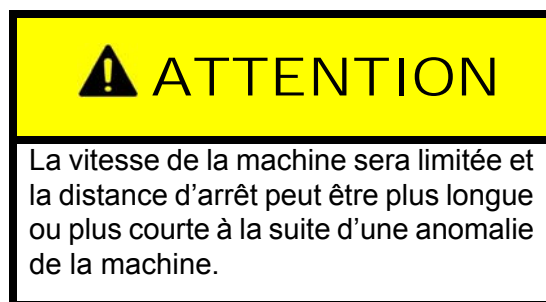 ATTENTION
La vitesse de la machine sera limitée et
la distance d'arrêt peut être plus longue
ou plus courte à la suite d'une anomalie
de la machine.